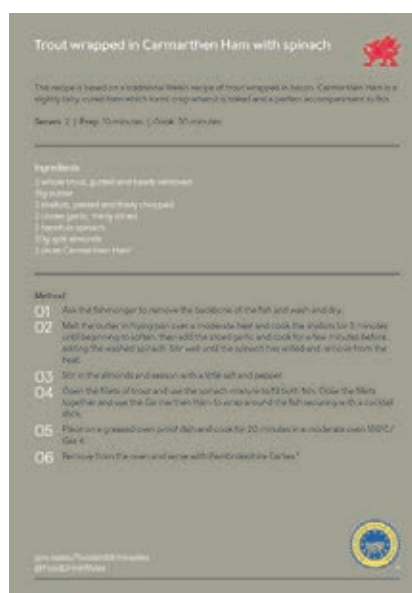 Trout wrapped in Carmarthen Ham with spinach
This recipe is based on a traditional Welsh recipe of trout wrapped in bacon. Carmarthen Ham is a
slightly salty cured ham which turns crisp when it is baked and a perfect accompaniment to fish.
Serves: 2 | Prep: 10 minutes | Cook: 30 minutes
Ingredients
2 whole trout, gutted and heads removed
butter
2 shallots, peeled and finely chopped
2 cloves garlic, thinly sliced
2 handfuls spinach
split almonds
slices Carmarthen Ham
Method
01 Ask the fishmonger to remove the backbone of the fish and wash and dry.
02 Melt the butter in frying pan over a moderate heat and cook the shallots for 5 minutes
until beginning to soften, then add the sliced garlic and cook for a few minutes before
adding the washed spinach. Stir well until the spinach has wilted and remove from the
heat.
03 Stir in the almonds and season with a little salt and pepper.
04 Open the fillets of trout and use the spinach mixture to fill both fish. Close the fillets
together and use the Carmarthen Ham to wrap around the fish securing with a cocktail
stick.
05 Place on a greased oven proof dish and cook for 20 minutes in a moderate oven 180°C/
Gas 4.
06 Remove from the oven and serve with Pembrokeshire Earlies*